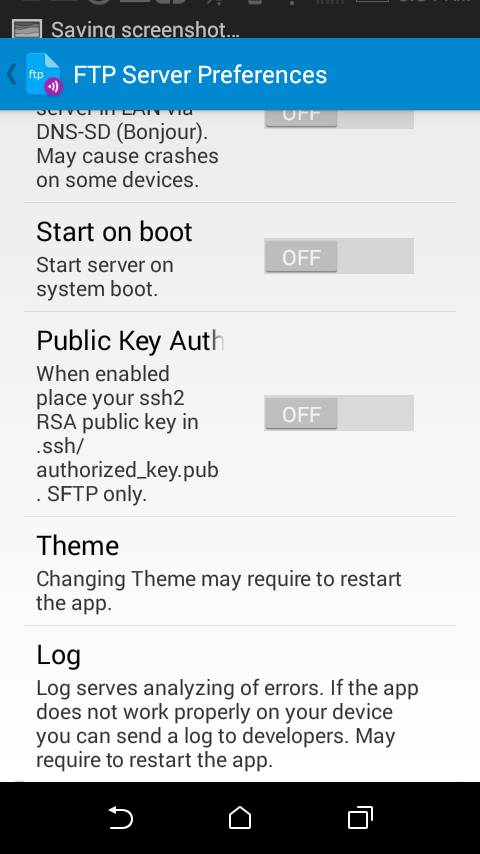 Saving screenshot...
ftp
FTP Server Preferences
server in LAN via
OFF
DNS-SD (Bonjour).
May cause crashes
on some devices.
Start on boot
OFF
Start server on
system boot.
Public Key Auth
When enabled
place your ssh2
RSA public key in
OFF
.ssh/
authorized_key.pub
. SFTP only.
Theme
Changing Theme may require to restart
the app.
Log
Log serves analyzing of errors. If the app
does not work properly on your device
you can send a log to developers. May
require to restart the app.